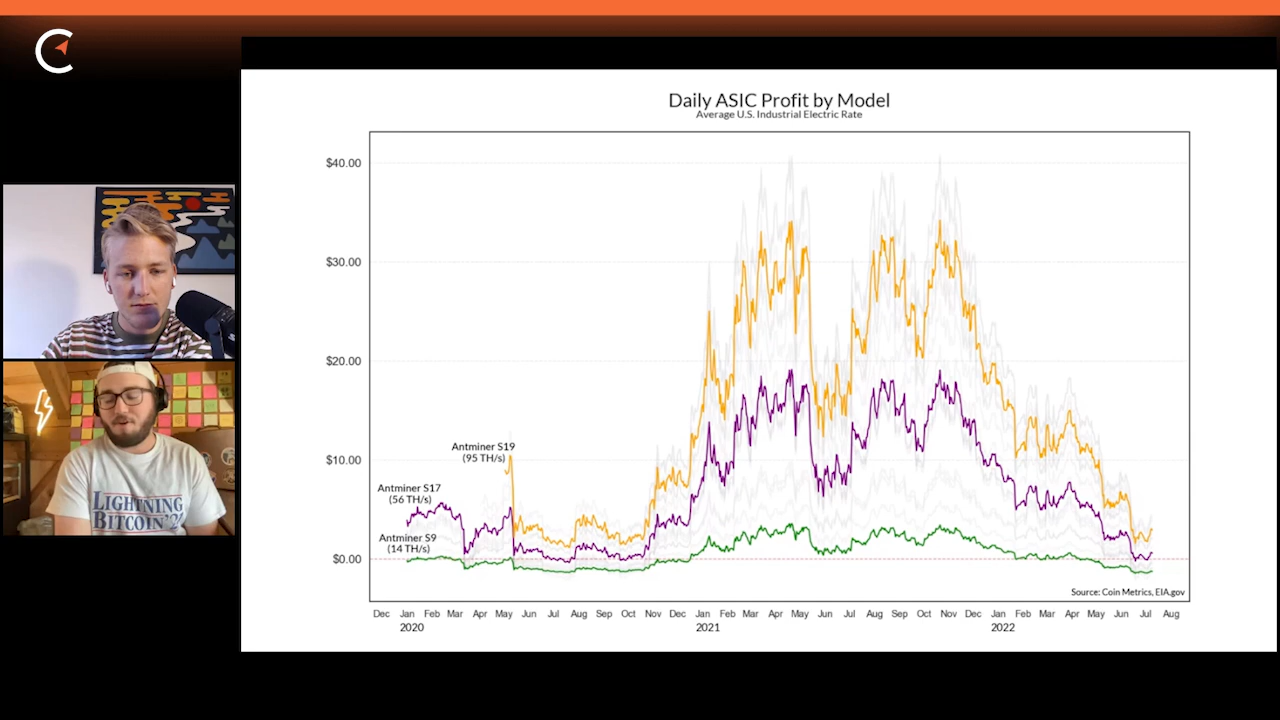 Daily ASIC Profit by Model
Average U.S. Industrial Electric Rate
$40.00
$30.00
$20.00
$10.00
$0.00
Antminer S19
(95 TH/s)
Antminer S17
(56 TH/s)
Antminer S9
(14 TH/s)
Source: Coin Metrics, EIA.gov
Dec Jan Feb Mar Apr May Jun Jul Aug Sep Oct Nov Dec Jan Feb Mar Apr May Jun Jul Aug Sep Oct Nov Dec Jan Feb Mar Apr May Jun Jul Aug
2020 2021 2022
LIGHTNING
BITCOIN